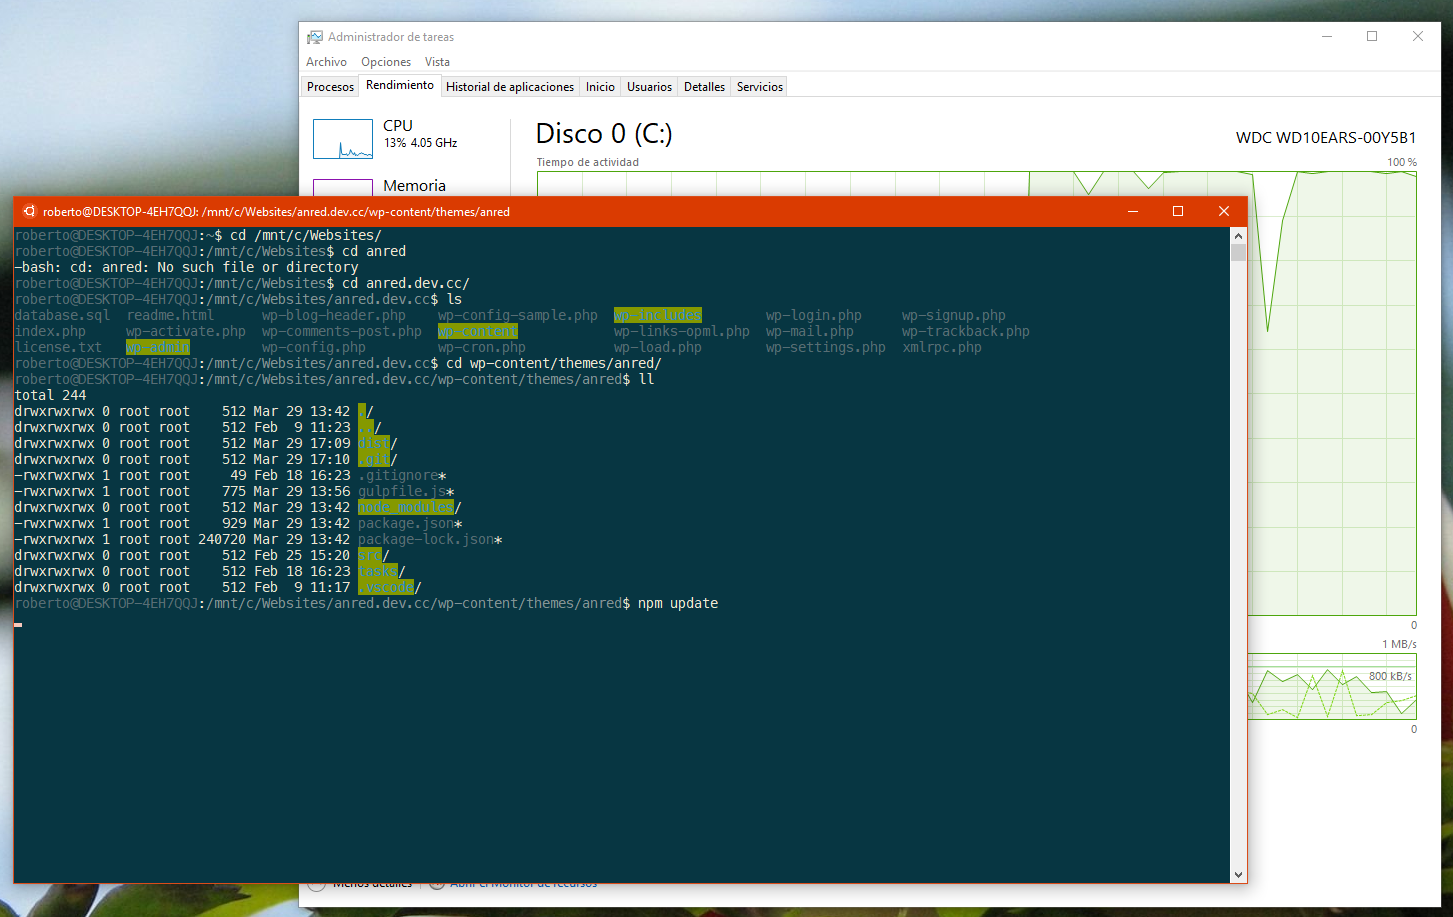 Administrador de tareas
Archivo Opciones Vista
Procesos Rendimiento Historial de aplicaciones Inicio Usuarios Detalles Servicios
CPU
13% 4.05 GHz
Memoria
Disco 0 (C:)
WDC WD10EARS-00Y5B1
Tiempo de actividad
100 %
0
1 MB/s
800 kB/s
0
roberto@DESKTOP-4EH7QQJ: /mnt/c/Websites/anred.dev.cc/wp-content/themes/anred
roberto@DESKTOP-4EH7QQJ:~$ cd /mnt/c/Websites/
roberto@DESKTOP-4EH7QQJ:/mnt/c/Websites$ cd anred
-bash: cd: anred: No such file or directory
roberto@DESKTOP-4EH7QQJ:/mnt/c/Websites$ cd anred.dev.cc/
roberto@DESKTOP-4EH7QQJ:/mnt/c/Websites/anred.dev.cc$ ls
database.sql readme.html wp-blog-header.php wp-config-sample.php wp-includes wp-login.php wp-signup.php
index.php wp-activate.php wp-comments-post.php wp-content wp-links-opml.php wp-mail.php wp-trackback.php
license.txt wp-admin wp-config.php wp-cron.php wp-load.php wp-settings.php xmlrpc.php
roberto@DESKTOP-4EH7QQJ:/mnt/c/Websites/anred.dev.cc$ cd wp-content/themes/anred/
roberto@DESKTOP-4EH7QQJ:/mnt/c/Websites/anred.dev.cc/wp-content/themes/anred$ ll
total 244
drwxrwxrwx 0 root root 512 Mar 29 13:42 ./
drwxrwxrwx 0 root root 512 Feb 9 11:23 ../
drwxrwxrwx 0 root root 512 Mar 29 17:09 dist/
drwxrwxrwx 0 root root 512 Mar 29 17:10 .git/
-rwxrwxrwx 1 root root 49 Feb 18 16:23 .gitignore*
-rwxrwxrwx 1 root root 775 Mar 29 13:56 gulpfile.js*
drwxrwxrwx 0 root root 512 Mar 29 13:42 node_modules/
-rwxrwxrwx 1 root root 929 Mar 29 13:42 package.json*
-rwxrwxrwx 1 root root 240720 Mar 29 13:42 package-lock.json*
drwxrwxrwx 0 root root 512 Feb 25 15:20 src/
drwxrwxrwx 0 root root 512 Feb 18 16:23 tasks/
drwxrwxrwx 0 root root 512 Feb 9 11:17 .vscode/
roberto@DESKTOP-4EH7QQJ:/mnt/c/Websites/anred.dev.cc/wp-content/themes/anred$ npm update
Menos detalles Abrir el Monitor de recursos